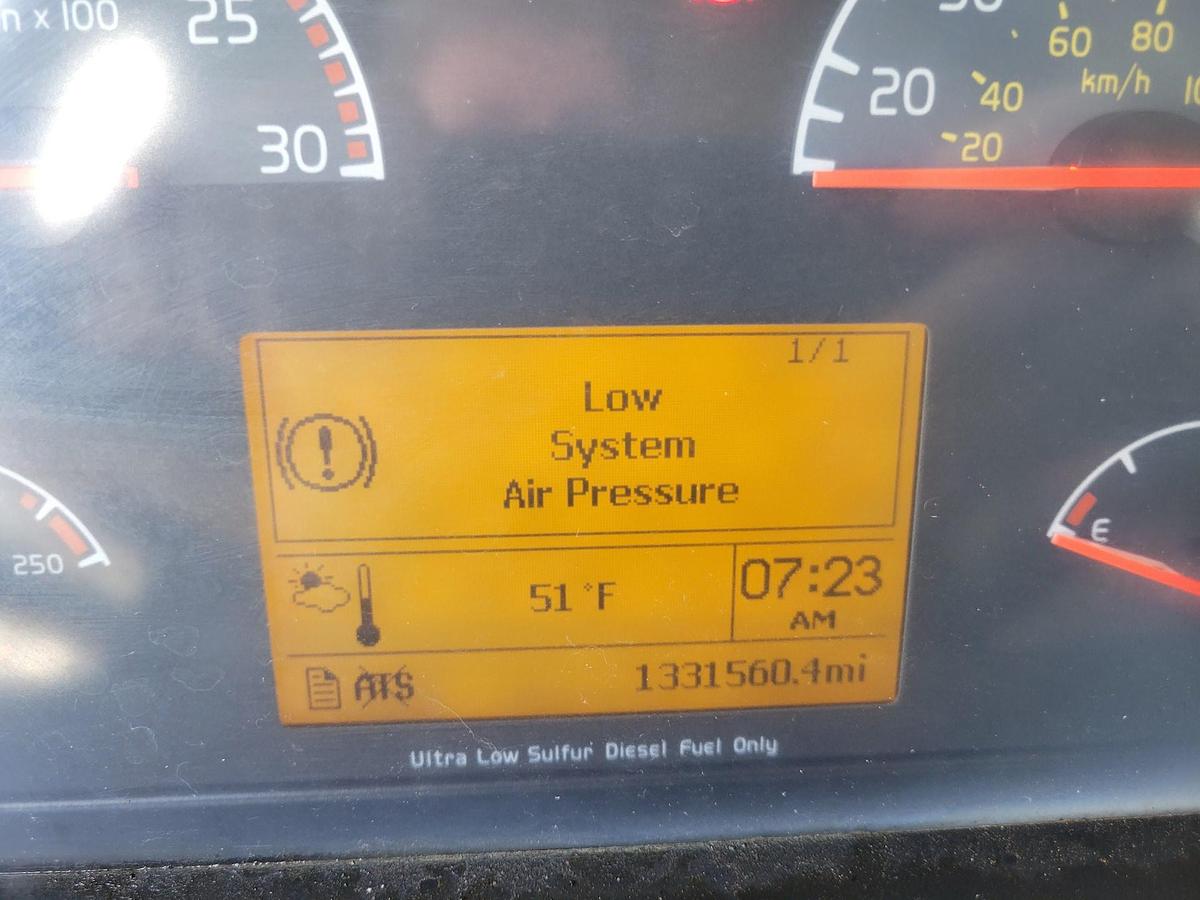 x 100
25
30
20
60
80
km/h
40
20
250
E
1/1
Low
System
Air Pressure
51 °F
07:23
AM
ATS
1331560.4mi
Ultra Low Sulfur Diesel Fuel Only